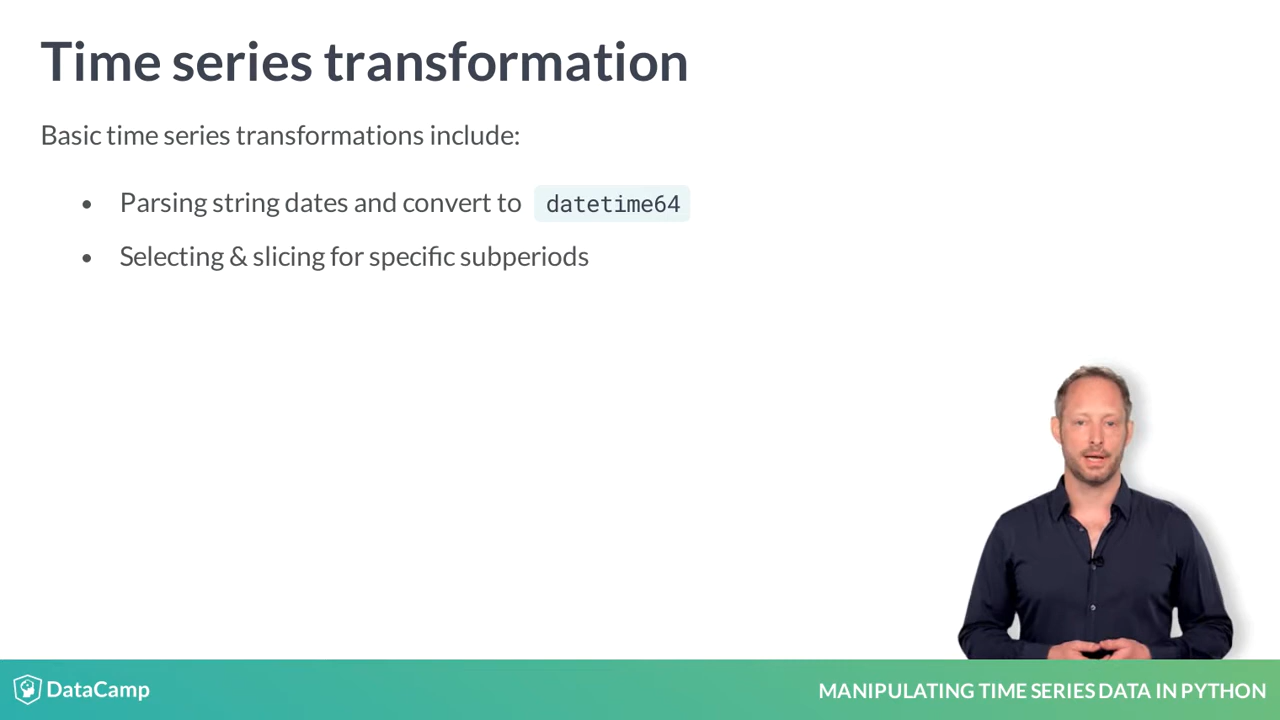 Time series transformation
Basic time series transformations include:
• Parsing string dates and convert to datetime64
• Selecting & slicing for specific subperiods
DataCamp
MANIPULATING TIME SERIES DATA IN PYTHON